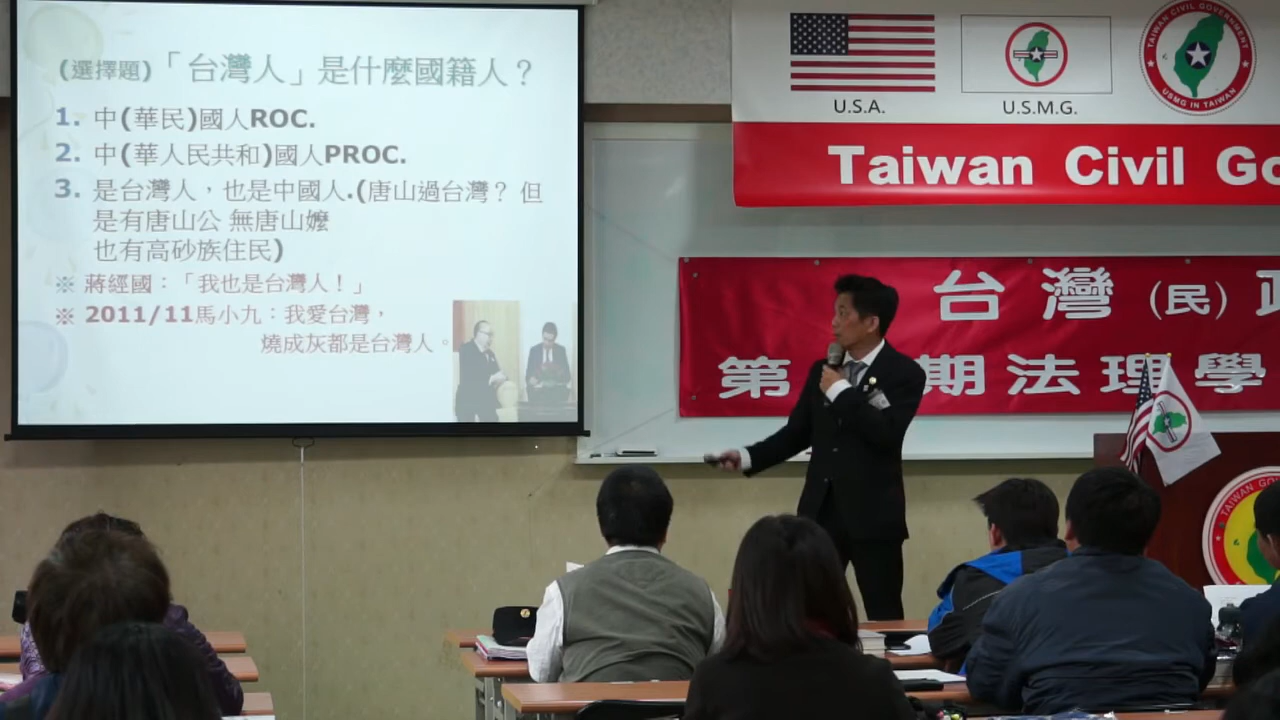 (選擇題)「台灣人」是什麼國籍人？
1. 中(華民)國人ROC.
2. 中(華人民共和)國人PROC.
3. 是台灣人，也是中國人.(唐山過台灣？ 但
是有唐山公 無唐山嬤
也有高砂族住民)
※ 蔣經國：「我也是台灣人！」
※ 2011/11馬小九：我愛台灣，
燒成灰都是台灣人。
U.S.A.
U.S.M.G.
TAIWAN CIVIL GOVERNMENT
USMG IN TAIWAN
Taiwan Civil Go
台灣(民)政
第 期法理學
TAIWAN GO